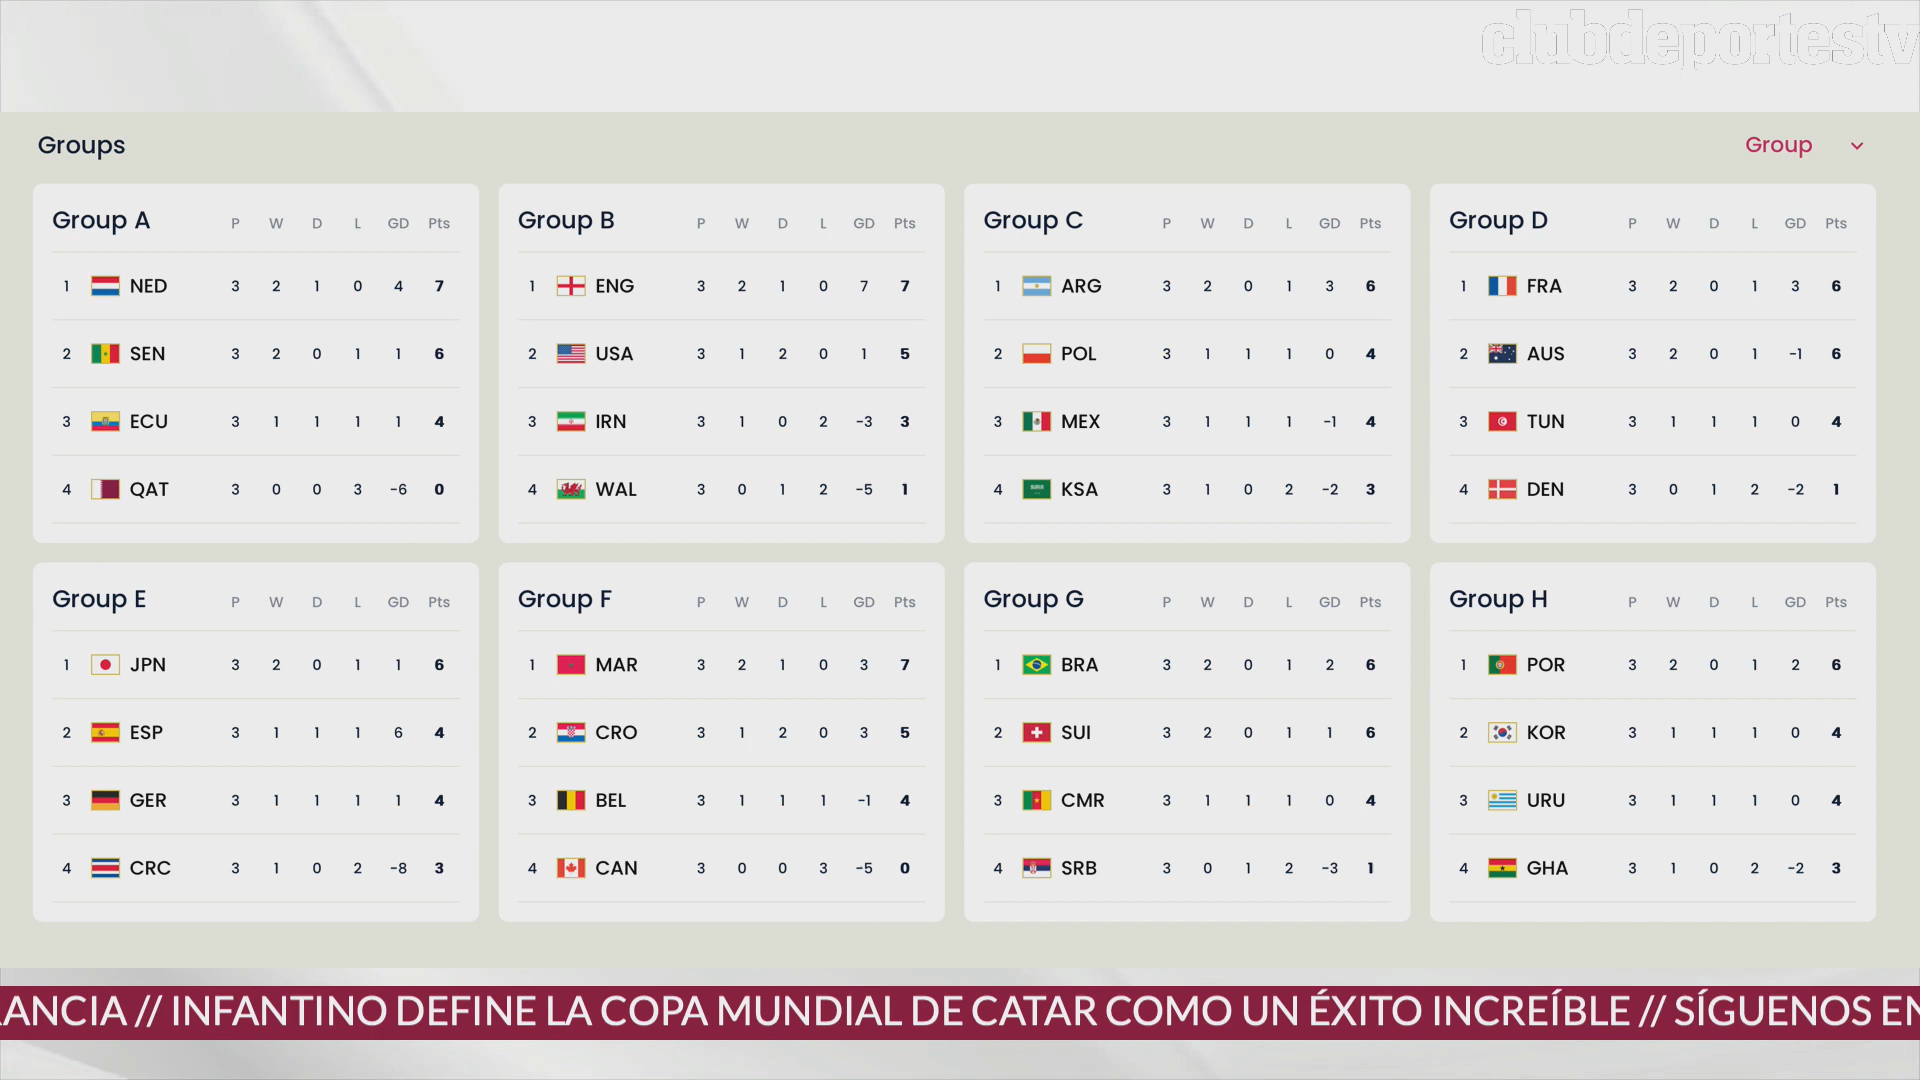 clubdeportestv
Groups
Group
Group A P W D L GD Pts
1 NED 3 2 1 0 4 7
2 SEN 3 2 0 1 1 6
3 ECU 3 1 1 1 1 4
4 QAT 3 0 0 3 -6 0
Group B P W D L GD Pts
1 ENG 3 2 1 0 7 7
2 USA 3 1 2 0 1 5
3 IRN 3 1 0 2 -3 3
4 WAL 3 0 1 2 -5 1
Group C P W D L GD Pts
1 ARG 3 2 0 1 3 6
2 POL 3 1 1 1 0 4
3 MEX 3 1 1 1 -1 4
4 KSA 3 1 0 2 -2 3
Group D P W D L GD Pts
1 FRA 3 2 0 1 3 6
2 AUS 3 2 0 1 -1 6
3 TUN 3 1 1 1 0 4
4 DEN 3 0 1 2 -2 1
Group E P W D L GD Pts
1 JPN 3 2 0 1 1 6
2 ESP 3 1 1 1 6 4
3 GER 3 1 1 1 1 4
4 CRC 3 1 0 2 -8 3
Group F P W D L GD Pts
1 MAR 3 2 1 0 3 7
2 CRO 3 1 2 0 3 5
3 BEL 3 1 1 1 -1 4
4 CAN 3 0 0 3 -5 0
Group G P W D L GD Pts
1 BRA 3 2 0 1 2 6
2 SUI 3 2 0 1 1 6
3 CMR 3 1 1 1 0 4
4 SRB 3 0 1 2 -3 1
Group H P W D L GD Pts
1 POR 3 2 0 1 2 6
2 KOR 3 1 1 1 0 4
3 URU 3 1 1 1 0 4
4 GHA 3 1 0 2 -2 3
ANCIA // INFANTINO DEFINE LA COPA MUNDIAL DE CATAR COMO UN ÉXITO INCREÍBLE // SÍGUENOS EN